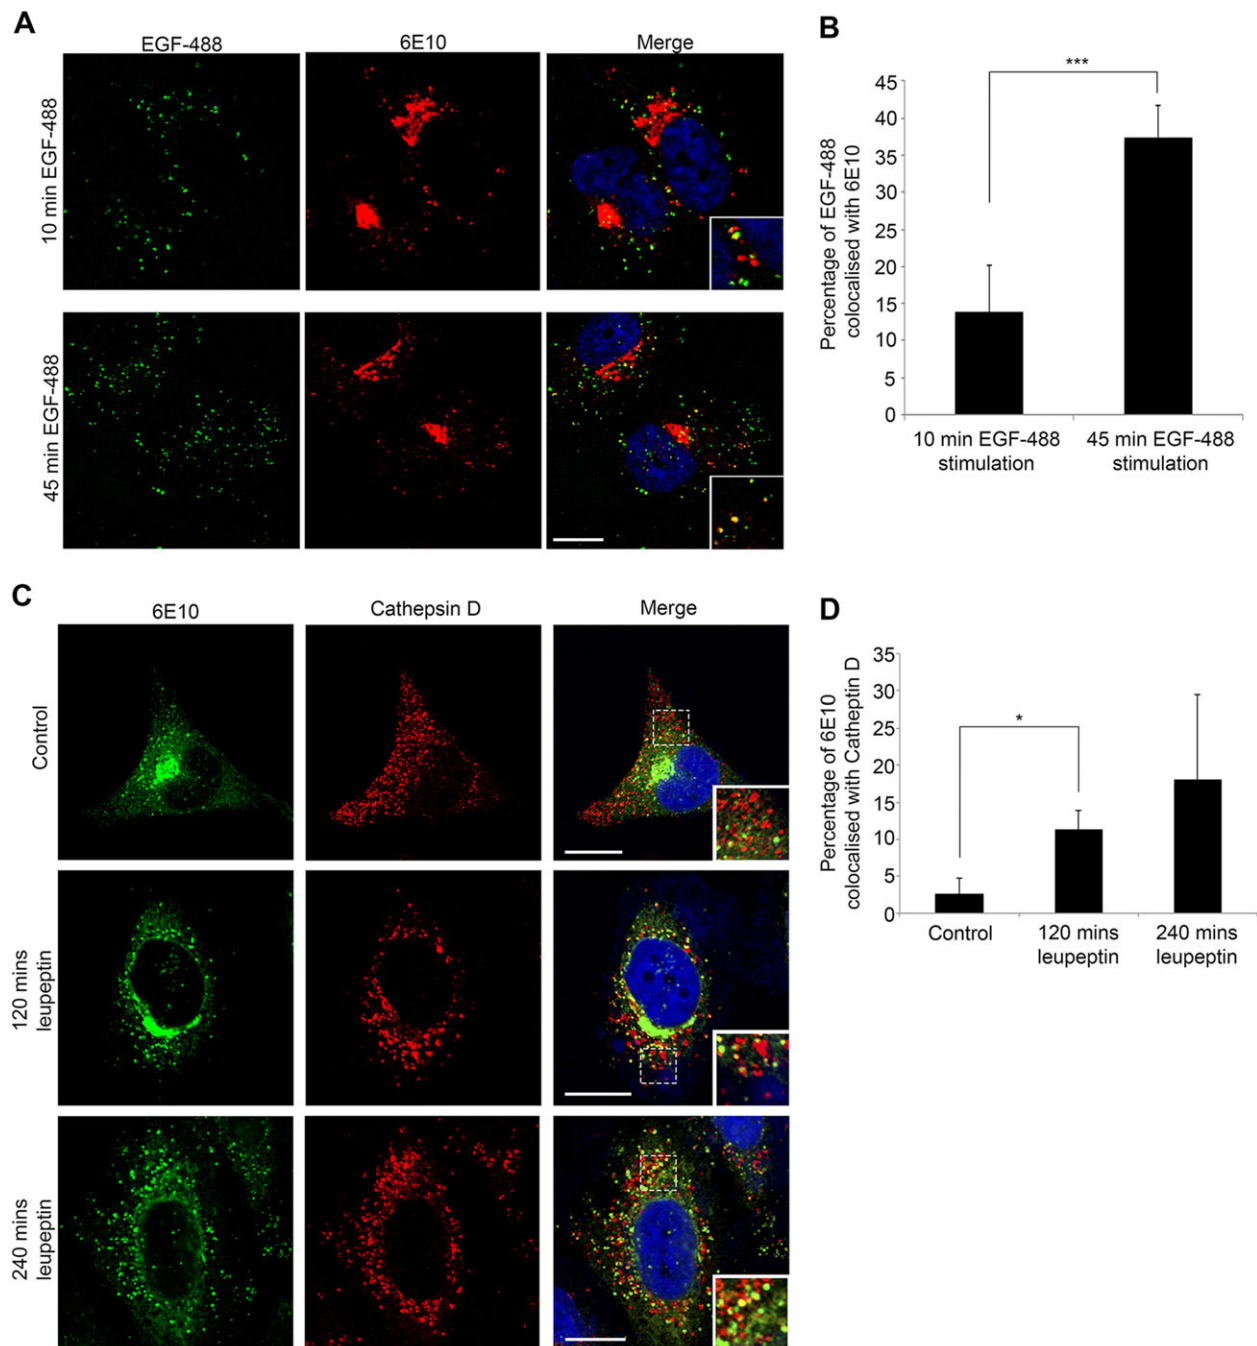 A
EGF-488
6E10
Merge
10 min EGF-488
45 min EGF-488
B
***
Percentage of EGF-488
colocalised with 6E10
45
40
35
30
25
20
15
10
5
0
10 min EGF-488
stimulation
45 min EGF-488
stimulation
C
6E10
Cathepsin D
Merge
Control
120 mins
leupeptin
240 mins
leupeptin
D
*
Percentage of 6E10
colocalised with Catheptin D
35
30
25
20
15
10
5
0
Control
120 mins
leupeptin
240 mins
leupeptin